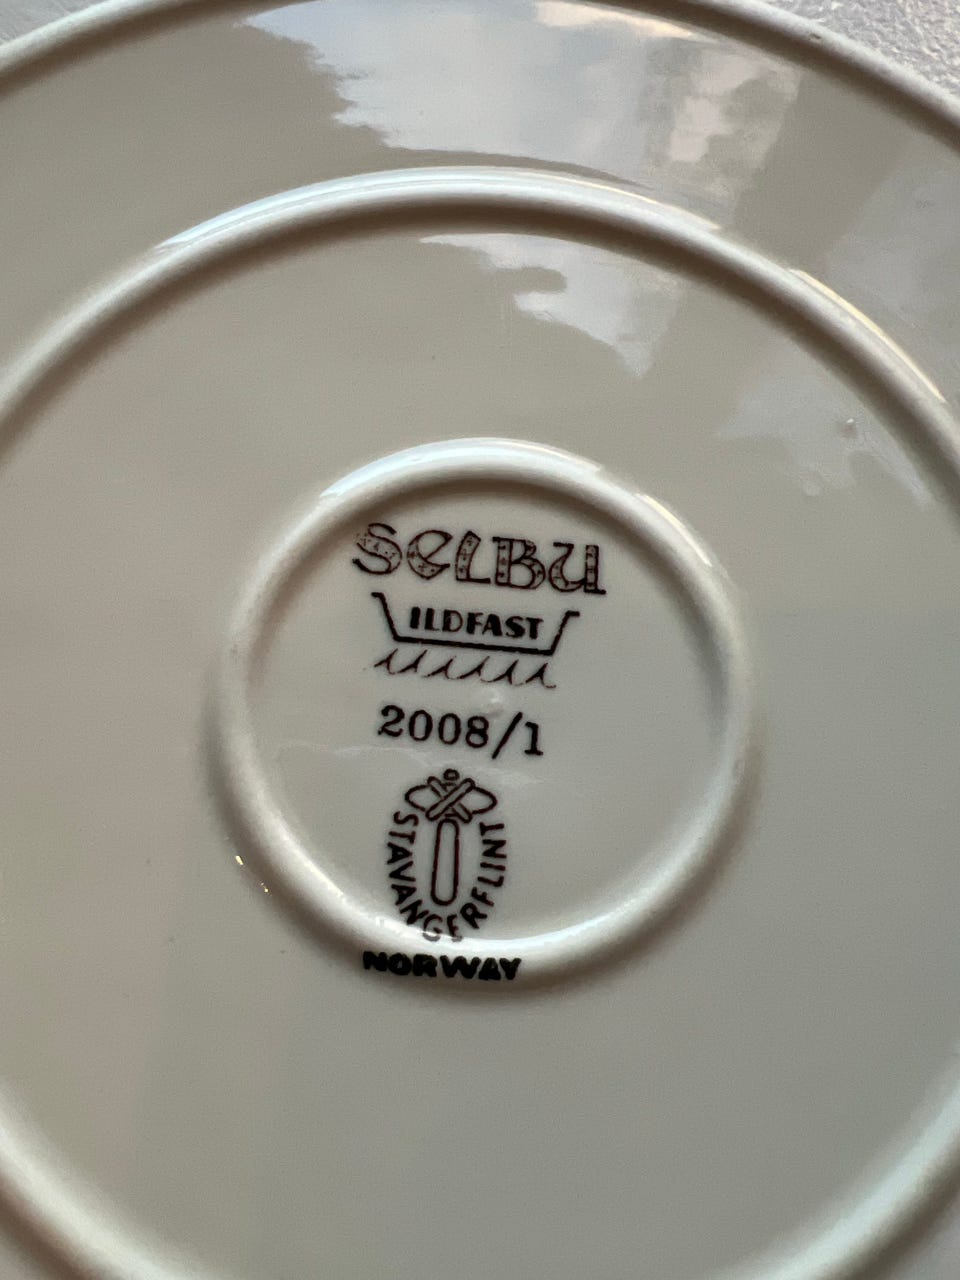 SELBU
ILDFAST
2008/1
STAVANGERFLINT
NORWAY